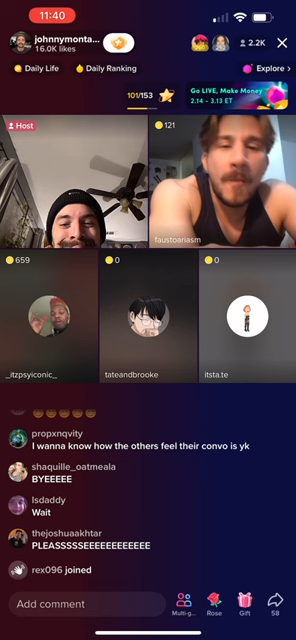 11:40
johnnymonta...
16.0K likes
2.2K
Daily Life
Daily Ranking
Explore >
101/153
Go LIVE, Make Money
2.14 - 3.13 ET
Host
121
faustoariasm
659
0
0
_itzpsyiconic_
tateandbrooke
itsta.te
propxnqvity
I wanna know how the others feel their convo is yk
shaquille_oatmeala
BYEEEEE
lsdaddy
Wait
thejoshuaakhtar
PLEASSSSSEEEEEEEEEEEE
rex096 joined
Add comment
Multi-g...
Rose
Gift
58